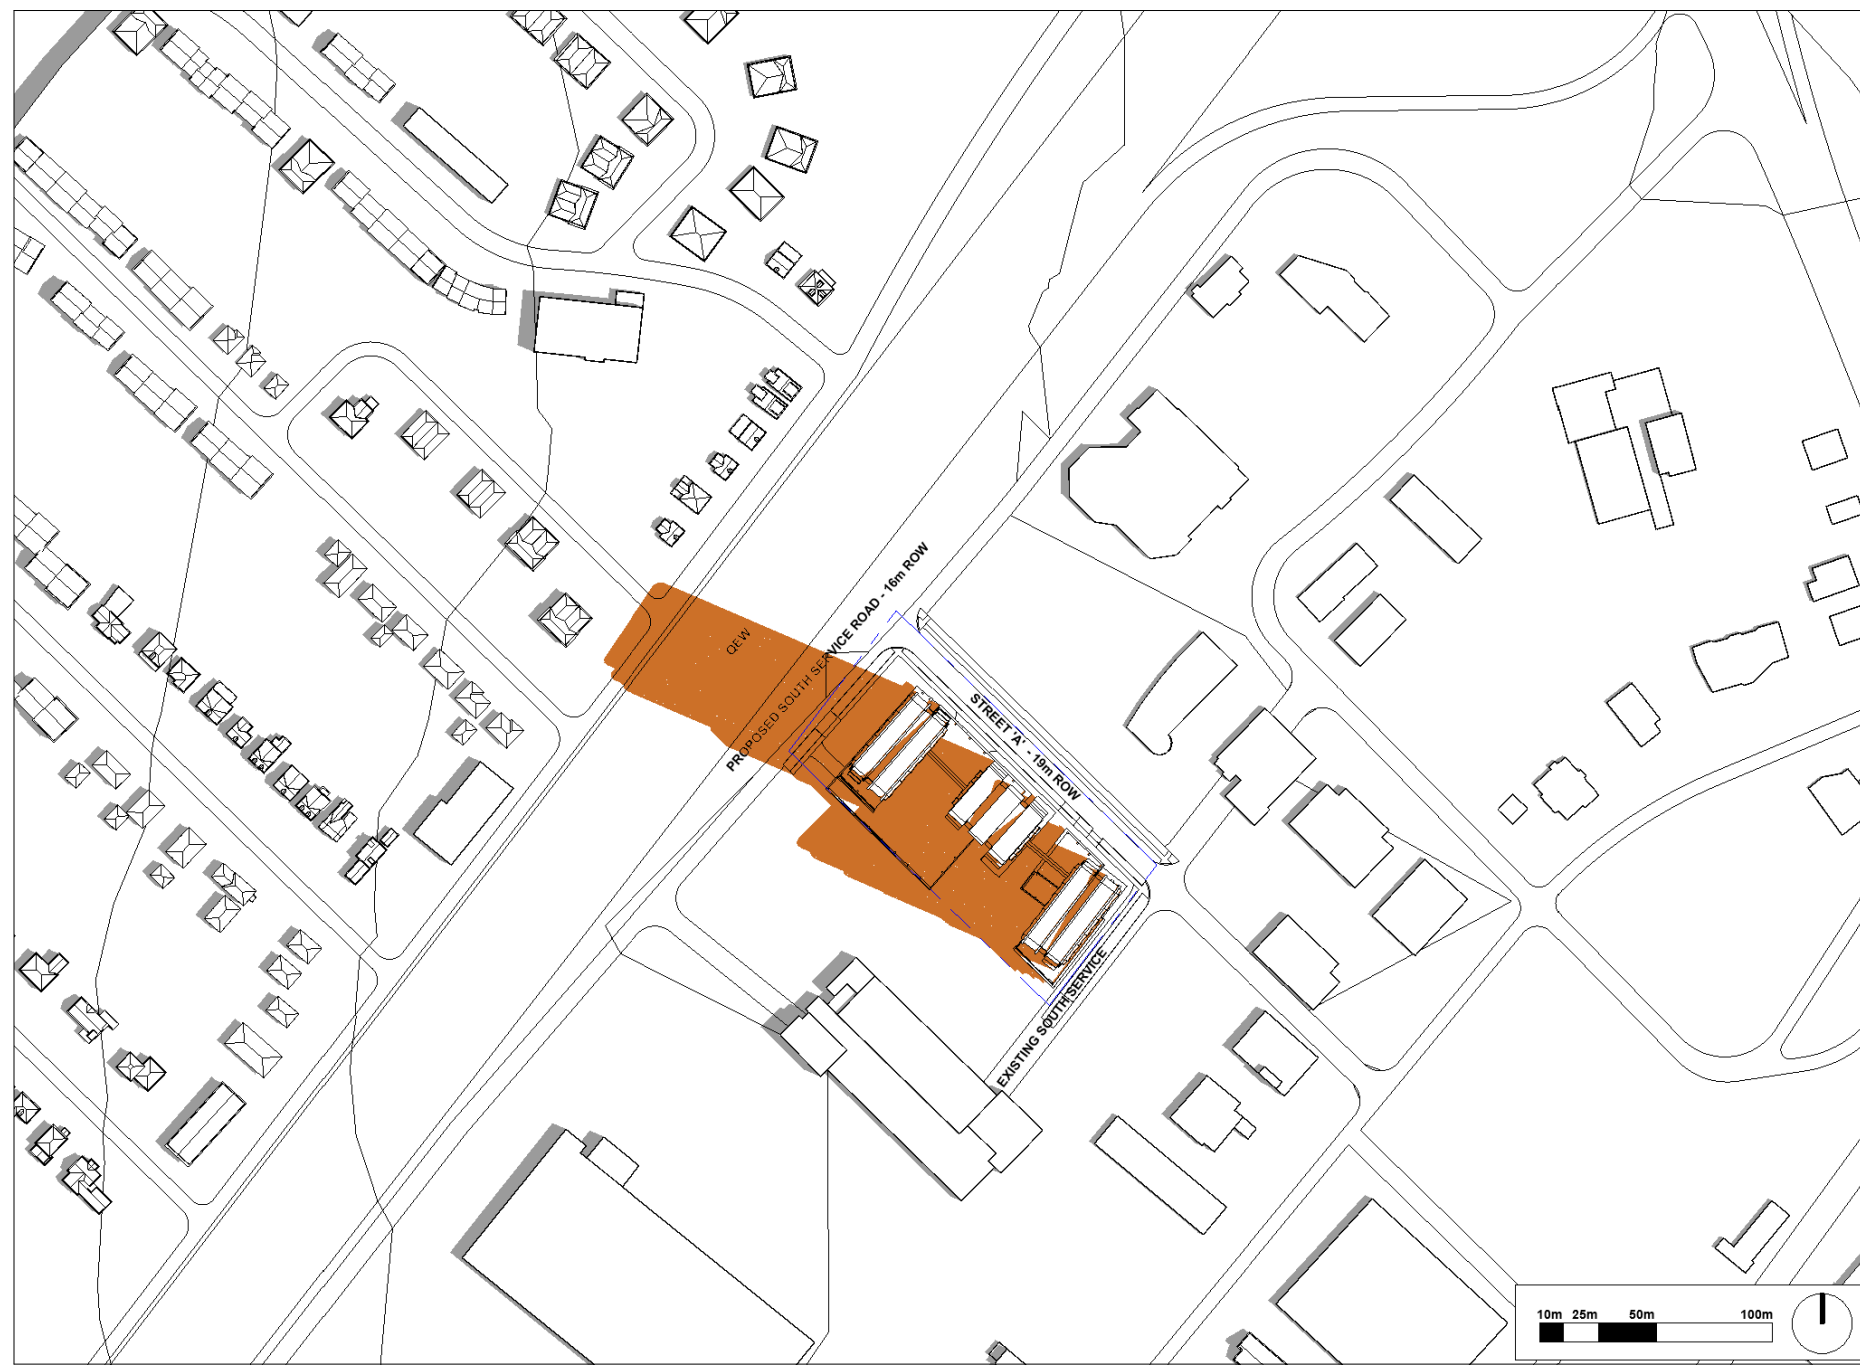 QEW
PROPOSED SOUTH SERVICE ROAD - 16m ROW
STREET 'A' - 19m ROW
EXISTING SOUTH SERVICE
10m 25m 50m 100m